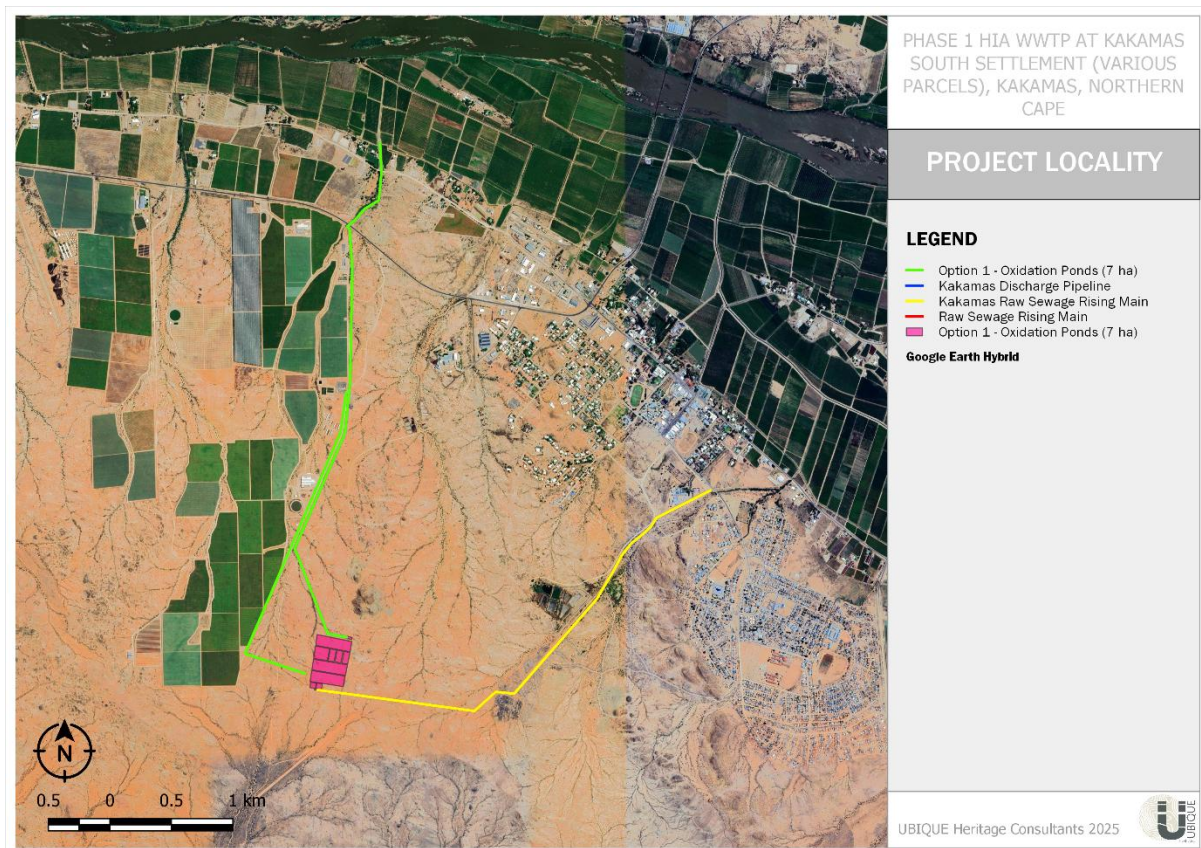 PHASE 1 HIA WWTP AT KAKAMAS
SOUTH SETTLEMENT (VARIOUS
PARCELS), KAKAMAS, NORTHERN
CAPE
PROJECT LOCALITY
LEGEND
Option 1 - Oxidation Ponds (7 ha)
Kakamas Discharge Pipeline
Kakamas Raw Sewage Rising Main
Raw Sewage Rising Main
Option 1 - Oxidation Ponds (7 ha)
Google Earth Hybrid
N
0.5 0 0.5 1 km
UBIQUE Heritage Consultants 2025
U
UBIQUE